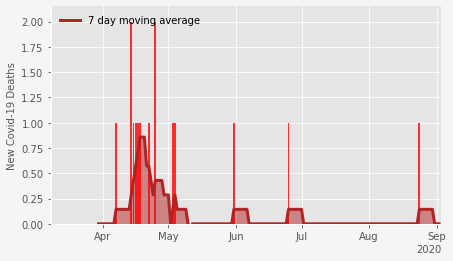 7 day moving average
New Covid-19 Deaths
2.00
1.75
1.50
1.25
1.00
0.75
0.50
0.25
0.00
Apr
May
Jun
Jul
Aug
Sep
2020